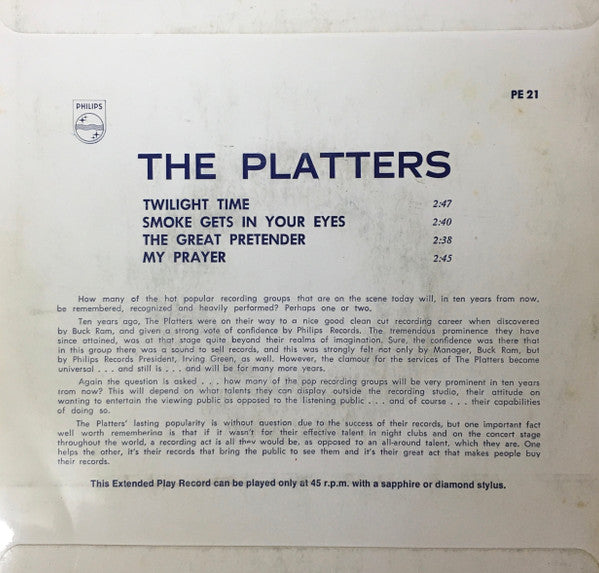 PE 21
PHILIPS
THE PLATTERS
TWILIGHT TIME 2:47
SMOKE GETS IN YOUR EYES 2:40
THE GREAT PRETENDER 2:38
MY PRAYER 2:45
How many of the hot popular recording groups that are on the scene today will, in ten years from now,
be remembered, recognized and heavily performed? Perhaps one or two.
Ten years ago, The Platters were on their way to a nice good clean cut recording career when discovered
by Buck Ram, and given a strong vote of confidence by Philips Records. The tremendous prominence they have
since attained, was at that stage quite beyond their realms of imagination. Sure, the confidence was there that
in this group there was a sound to sell records, and this was strongly felt not only by Manager, Buck Ram, but
by Philips Records President, Irving Green, as well. However, the clamour for the services of The Platters became
universal . . . and still is . . . and will be for many more years.
Again the question is asked . . . how many of the pop recording groups will be very prominent in ten years
from now? This will depend on what talents they can display outside the recording studio, their attitude on
wanting to entertain the viewing public as opposed to the listening public . . . and of course . . . their capabilities
of doing so.
The Platters' lasting popularity is without question due to the success of their records, but one important fact
well worth remembering is that if it wasn't for their effective talent in night clubs and on the concert stage
throughout the world, a recording act is all they would be, as opposed to an all-around talent, which they are. One
helps the other, it's their records that bring the public to see them and it's their great act that makes people buy
their records.
This Extended Play Record can be played only at 45 r.p.m. with a sapphire or diamond stylus.